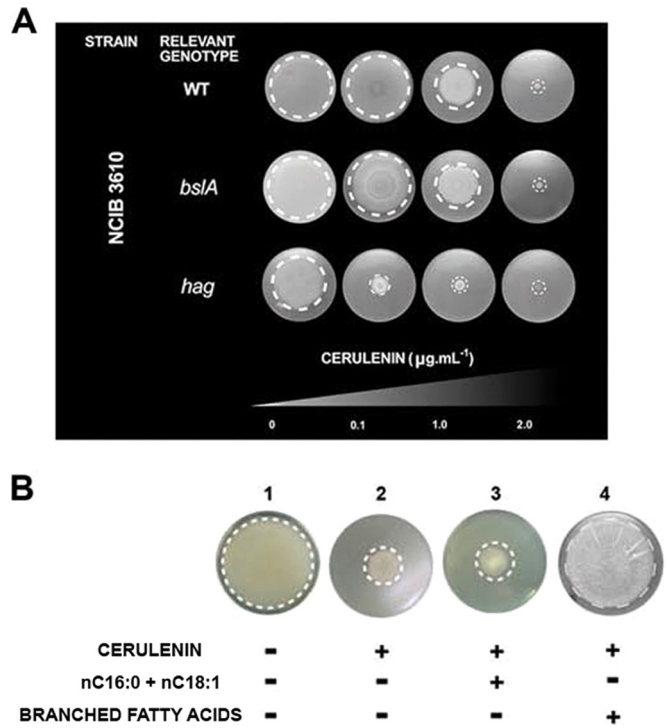 A
STRAIN
RELEVANT
GENOTYPE
WT
NCIB 3610
bslA
hag
CERULENIN (µg.mL-1)
0 0.1 1.0 2.0
B
1 2 3 4
CERULENIN - + + +
nC16:0 + nC18:1 - - + -
BRANCHED FATTY ACIDS - - - +